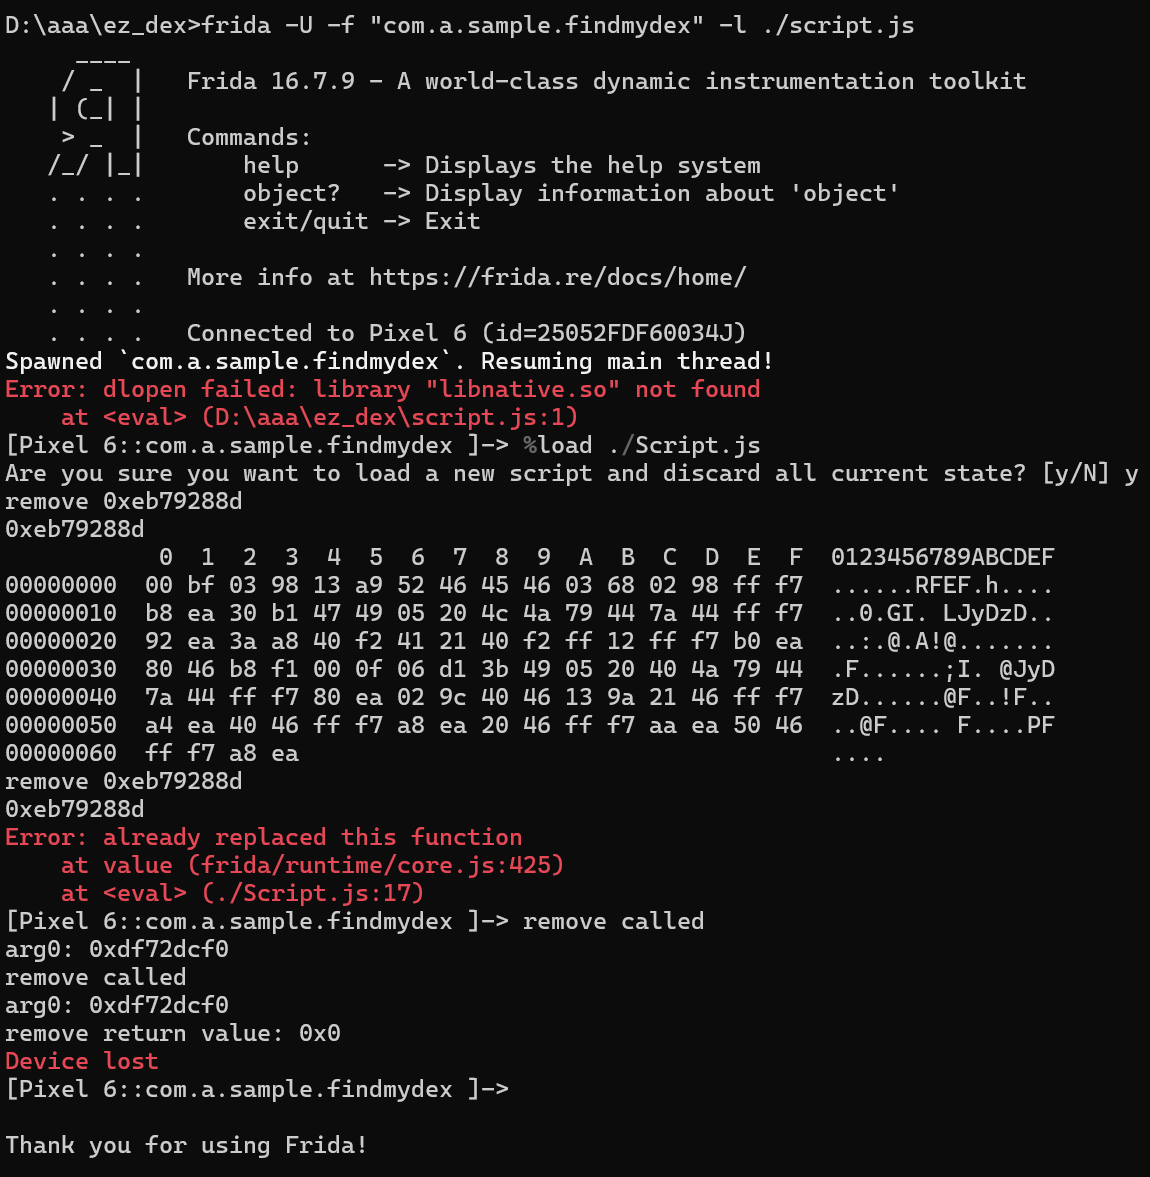 D:\aaa\ez_dex>frida -U -f "com.a.sample.findmydex" -l ./script.js
     ____
    / _  |   Frida 16.7.9 - A world-class dynamic instrumentation toolkit
   | (_| |
    > _  |   Commands:
   /_/ |_|       help      -> Displays the help system
   . . . .       object?   -> Display information about 'object'
   . . . .       exit/quit -> Exit
   . . . .
   . . . .   More info at https://frida.re/docs/home/
   . . . .
   . . . .   Connected to Pixel 6 (id=25052FDF60034J)
Spawned `com.a.sample.findmydex`. Resuming main thread!
Error: dlopen failed: library "libnative.so" not found
    at <eval> (D:\aaa\ez_dex\script.js:1)
[Pixel 6::com.a.sample.findmydex ]-> %load ./Script.js
Are you sure you want to load a new script and discard all current state? [y/N] y
remove 0xeb79288d
0xeb79288d
           0  1  2  3  4  5  6  7  8  9  A  B  C  D  E  F  0123456789ABCDEF
00000000  00 bf 03 98 13 a9 52 46 45 46 03 68 02 98 ff f7  ......RFEF.h....
00000010  b8 ea 30 b1 47 49 05 20 4c 4a 79 44 7a 44 ff f7  ..0.GI. LJyDzD..
00000020  92 ea 3a a8 40 f2 41 21 40 f2 ff 12 ff f7 b0 ea  ..:.@.A!@.......
00000030  80 46 b8 f1 00 0f 06 d1 3b 49 05 20 40 4a 79 44  .F......;I. @JyD
00000040  7a 44 ff f7 80 ea 02 9c 40 46 13 9a 21 46 ff f7  zD......@F..!F..
00000050  a4 ea 40 46 ff f7 a8 ea 20 46 ff f7 aa ea 50 46  ..@F.... F....PF
00000060  ff f7 a8 ea                                      ....
remove 0xeb79288d
0xeb79288d
Error: already replaced this function
    at value (frida/runtime/core.js:425)
    at <eval> (./Script.js:17)
[Pixel 6::com.a.sample.findmydex ]-> remove called
arg0: 0xdf72dcf0
remove called
arg0: 0xdf72dcf0
remove return value: 0x0
Device lost
[Pixel 6::com.a.sample.findmydex ]->
Thank you for using Frida!